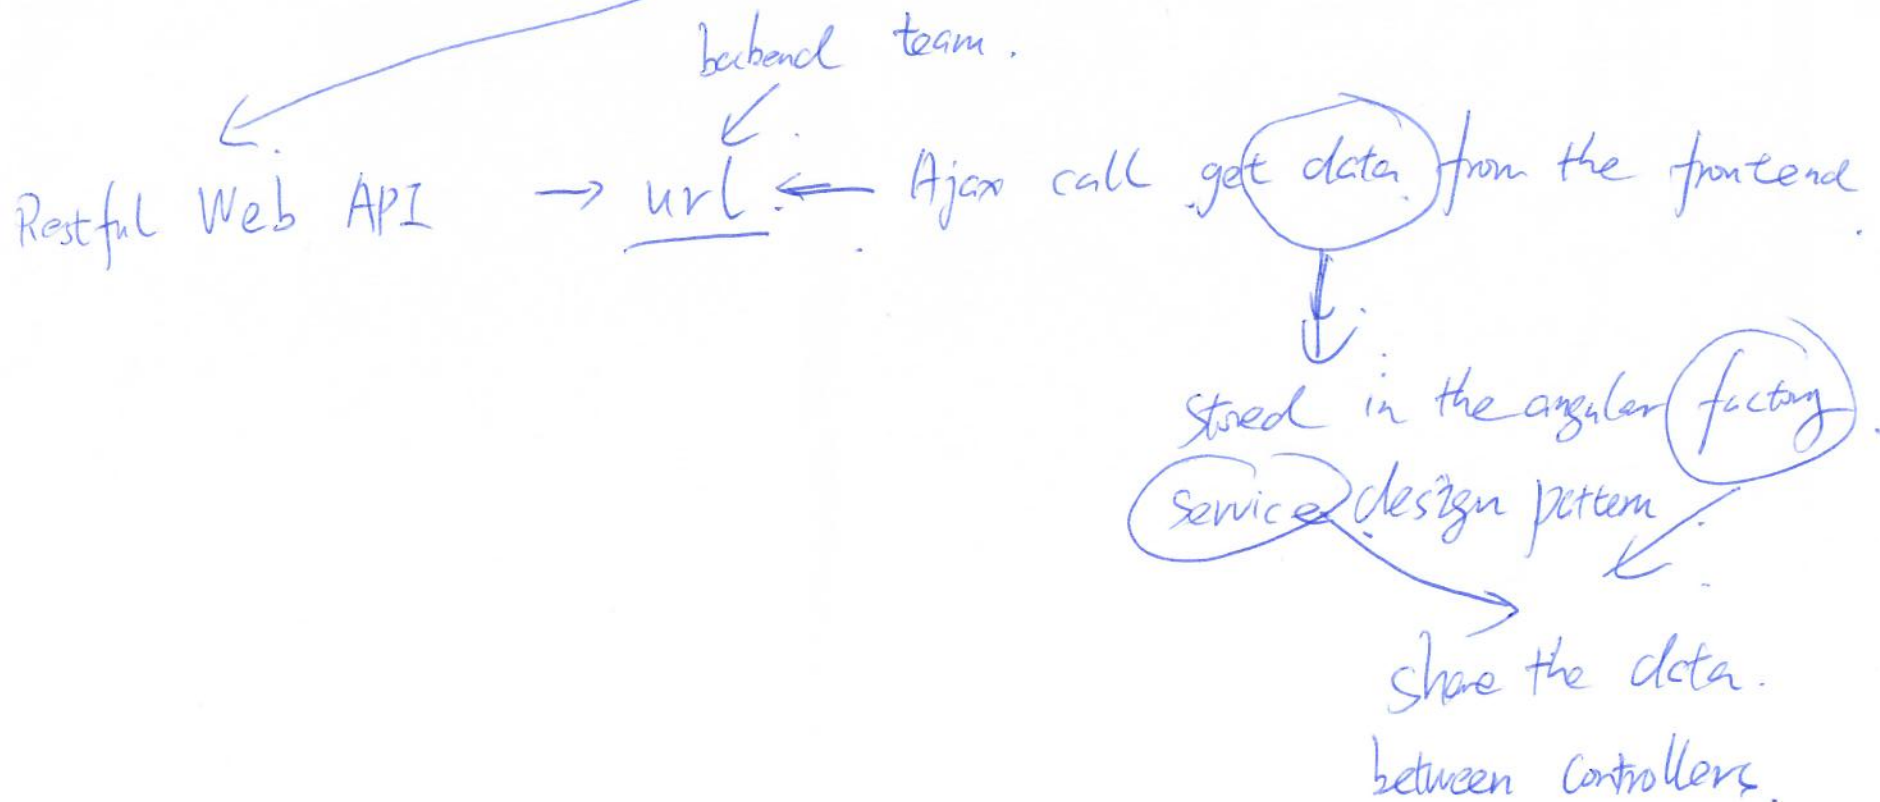 backend team.
Restful Web API → url ← Ajax call get data from the frontend
stored in the angular factory
service design pattern
share the data.
between controllers.